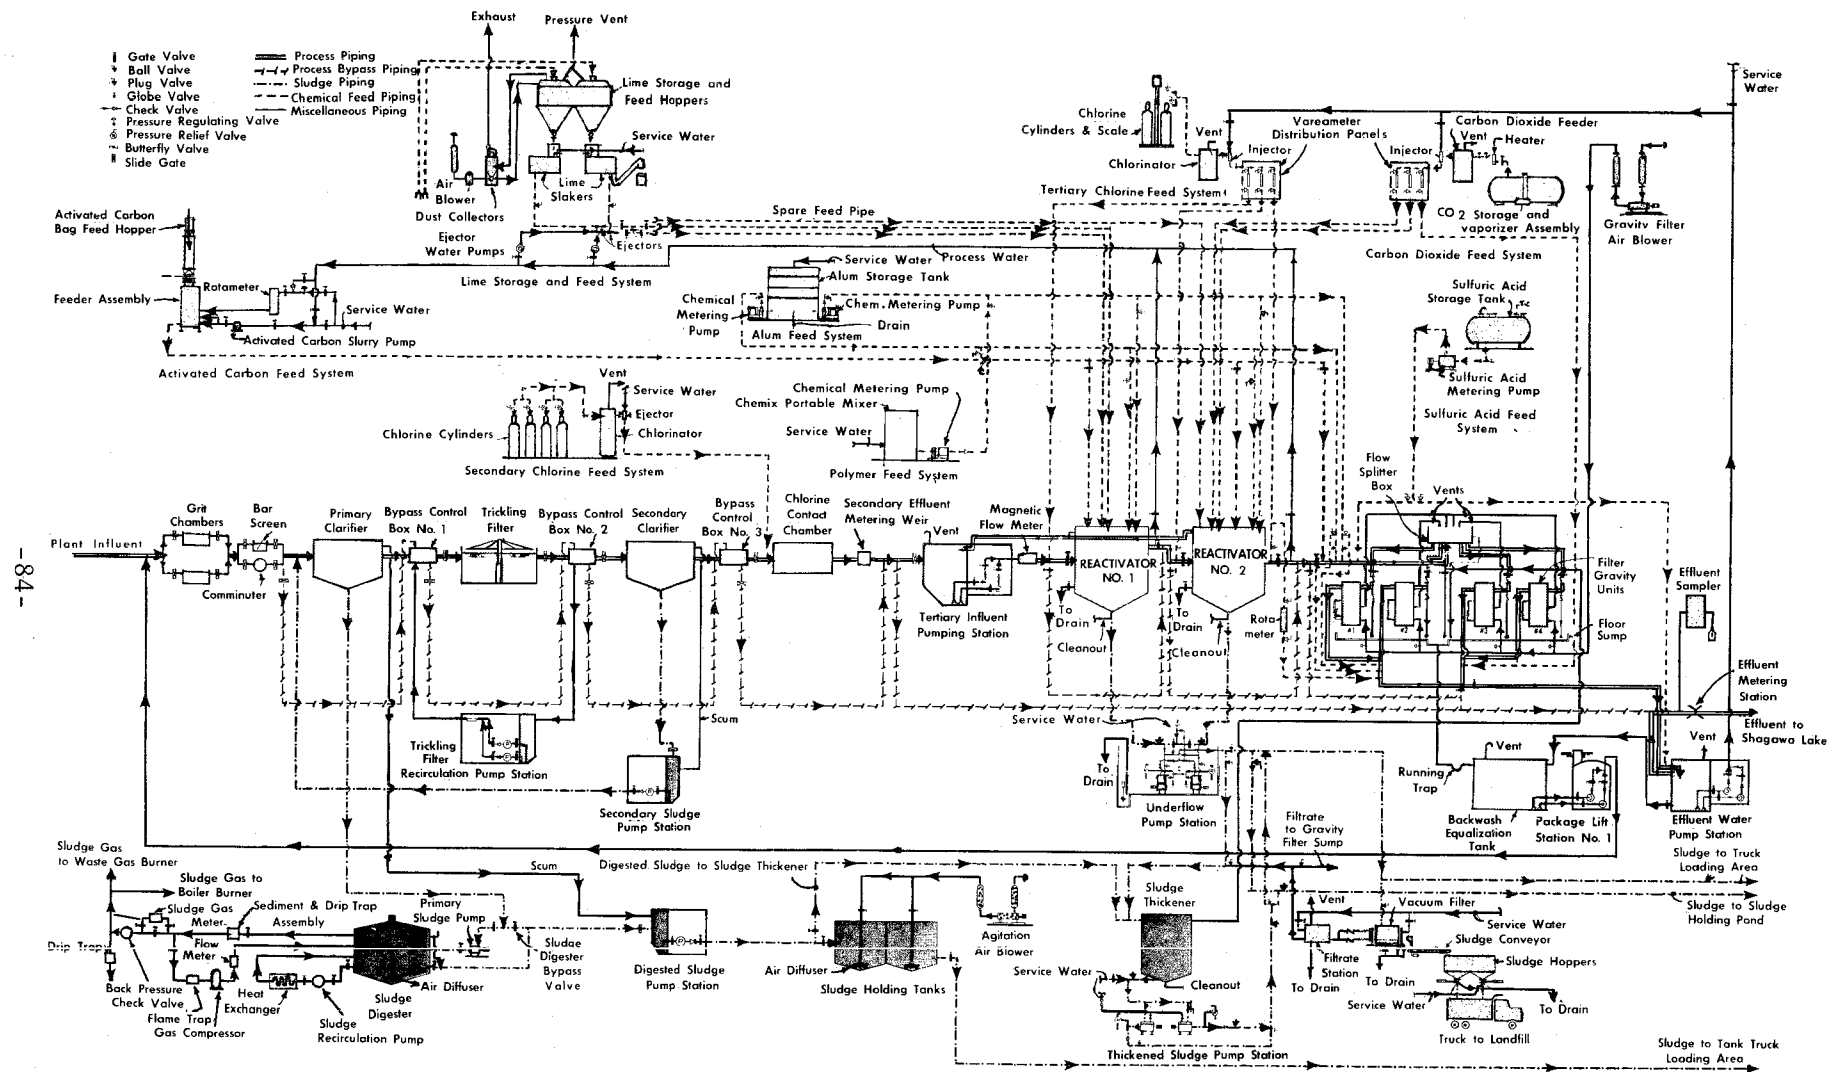 Exhaust
Pressure Vent
Gate Valve
Ball Valve
Plug Valve
Globe Valve
Check Valve
Pressure Regulating Valve
Pressure Relief Valve
Butterfly Valve
Slide Gate
Process Piping
Process Bypass Piping
Sludge Piping
Chemical Feed Piping
Miscellaneous Piping
Lime Storage and
Feed Hoppers
Service Water
Air
Blower
Dust Collectors
Lime
Slakers
Ejector
Water Pumps
Ejectors
Lime Storage and Feed System
Spare Feed Pipe
Process Water
Activated Carbon
Bag Feed Hopper
Feeder Assembly
Rotameter
Service Water
Activated Carbon Slurry Pump
Activated Carbon Feed System
Service Water
Alum Storage Tank
Chemical
Metering
Pump
Chem. Metering Pump
Drain
Alum Feed System
Chlorine
Cylinders & Scale
Vent
Chlorinator
Injector
Vareameter
Distribution Panels
Tertiary Chlorine Feed System
Injector
Carbon Dioxide Feeder
Vent
Heater
CO2 Storage and
vaporizer Assembly
Carbon Dioxide Feed System
Gravity Filter
Air Blower
Service
Water
Sulfuric Acid
Storage Tank
Sulfuric Acid
Metering Pump
Sulfuric Acid Feed
System
Vent
Service Water
Ejector
Chlorinator
Chlorine Cylinders
Secondary Chlorine Feed System
Chemical Metering Pump
Chemix Portable Mixer
Service Water
Polymer Feed System
-84-
Plant Influent
Grit
Chambers
Bar
Screen
Comminuter
Primary
Clarifier
Bypass Control
Box No. 1
Trickling
Filter
Bypass Control
Box No. 2
Secondary
Clarifier
Bypass
Control
Box No. 3
Chlorine
Contact
Chamber
Secondary Effluent
Metering Weir
Vent
Tertiary Influent
Pumping Station
Magnetic
Flow Meter
REACTIVATOR
NO. 1
REACTIVATOR
NO. 2
To
Drain
Cleanout
To
Drain
Cleanout
Rota-
meter
Flow
Splitter
Box
Vents
Filter
Gravity
Units
#1
#2
#3
#4
Floor
Sump
Effluent
Sampler
Effluent
Metering
Station
Effluent to
Shagawa Lake
Trickling
Filter
Recirculation Pump Station
Scum
Secondary Sludge
Pump Station
Service Water
To
Drain
Underflow
Pump Station
Running
Trap
Vent
Backwash
Equalization
Tank
Package Lift
Station No. 1
Vent
Effluent Water
Pump Station
Sludge to Truck
Loading Area
Sludge to Sludge
Holding Pond
Filtrate
to Gravity
Filter Sump
Sludge Gas
to Waste Gas Burner
Sludge Gas to
Boiler Burner
Sludge Gas
Meter
Sediment & Drip Trap
Assembly
Flow
Meter
Drip Trap
Back Pressure
Check Valve
Flame Trap
Gas Compressor
Heat
Exchanger
Sludge
Recirculation Pump
Sludge
Digester
Air Diffuser
Primary
Sludge Pump
Scum
Sludge
Digester
Bypass
Valve
Digested Sludge
Pump Station
Digested Sludge to Sludge Thickener
Air Diffuser
Sludge Holding Tanks
Agitation
Air Blower
Sludge
Thickener
Service Water
Cleanout
Thickened Sludge Pump Station
Vent
Vacuum Filter
Service Water
Sludge Conveyor
Filtrate
Station
To Drain
To Drain
Sludge Hoppers
Service Water
To Drain
Truck to Landfill
Sludge to Tank Truck
Loading Area